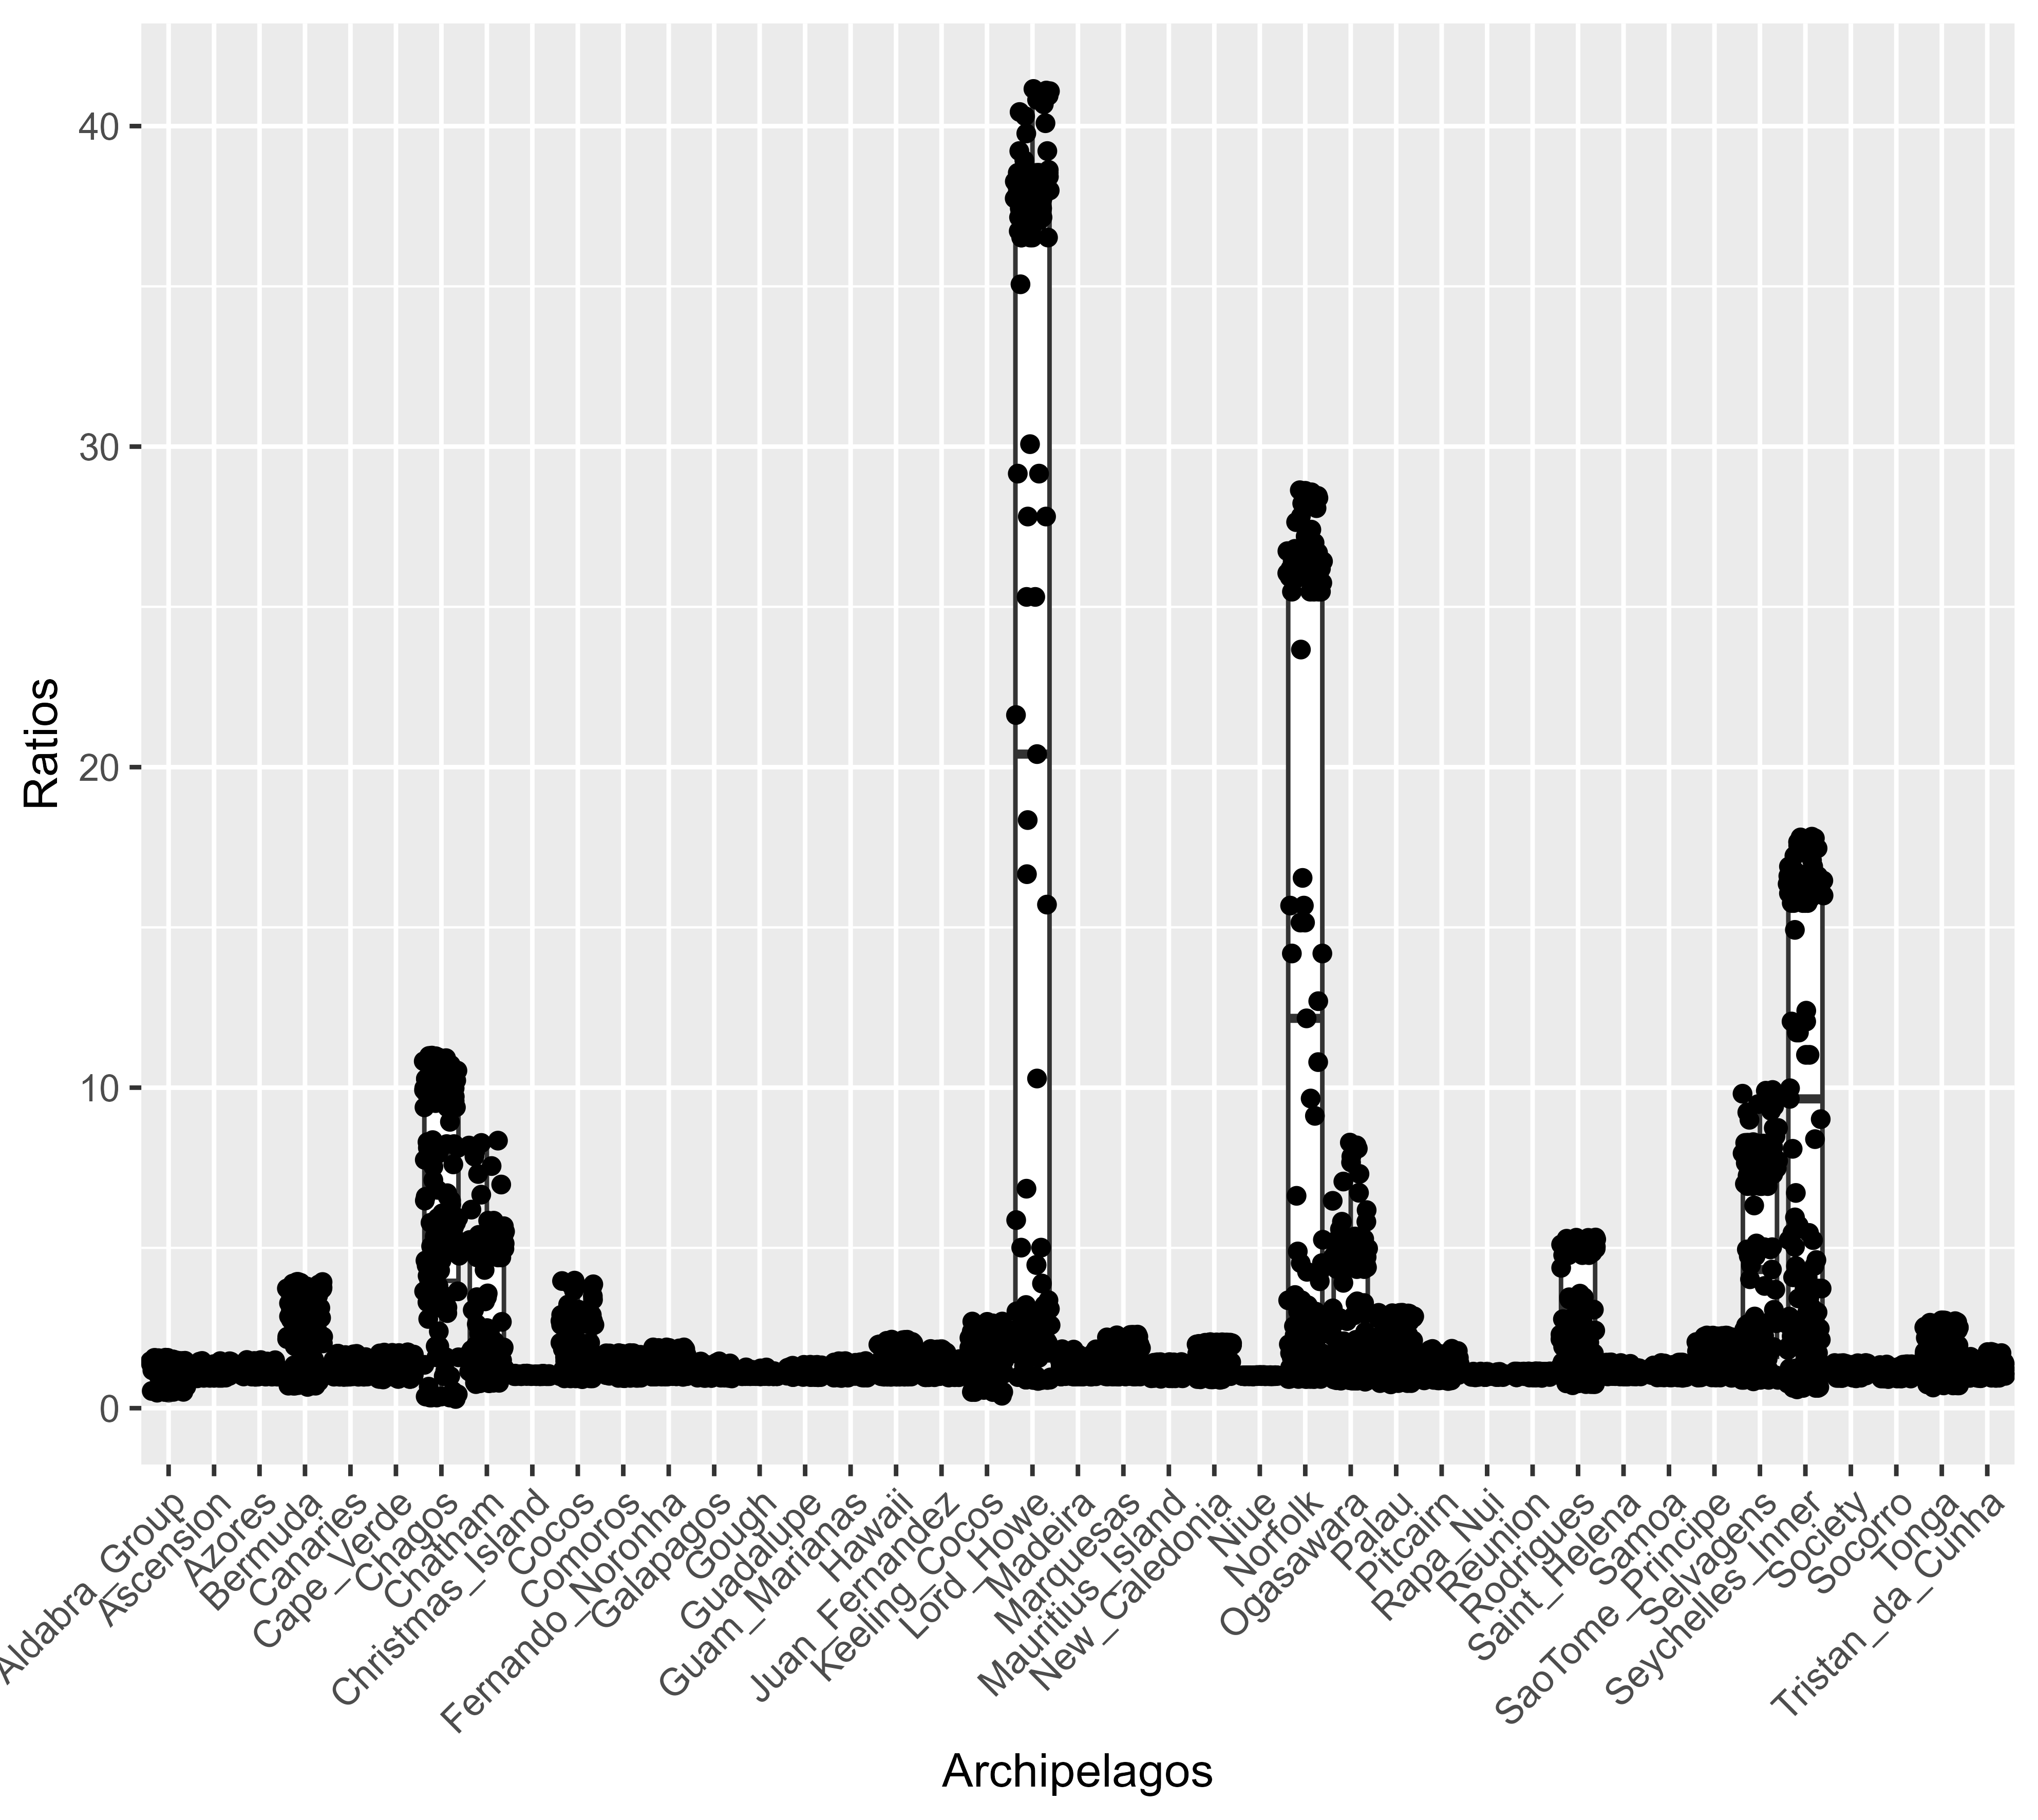 40
30
20
10
0
Ratios
Aldabra_Group
Ascension
Azores
Bermuda
Canaries
Cape_Verde
Chagos
Chatham
Christmas_Island
Cocos
Comoros
Fernando_Noronha
Galapagos
Gough
Guadalupe
Guam_Marianas
Hawaii
Juan_Fernandez
Keeling_Cocos
Lord_Howe
Madeira
Marquesas
Mauritius_Island
New_Caledonia
Niue
Norfolk
Ogasawara
Palau
Pitcairn
Rapa_Nui
Reunion
Rodrigues
Saint_Helena
Samoa
SaoTome_Principe
Selvagens
Seychelles_Inner
Society
Socorro
Tonga
Tristan_da_Cunha
Archipelagos